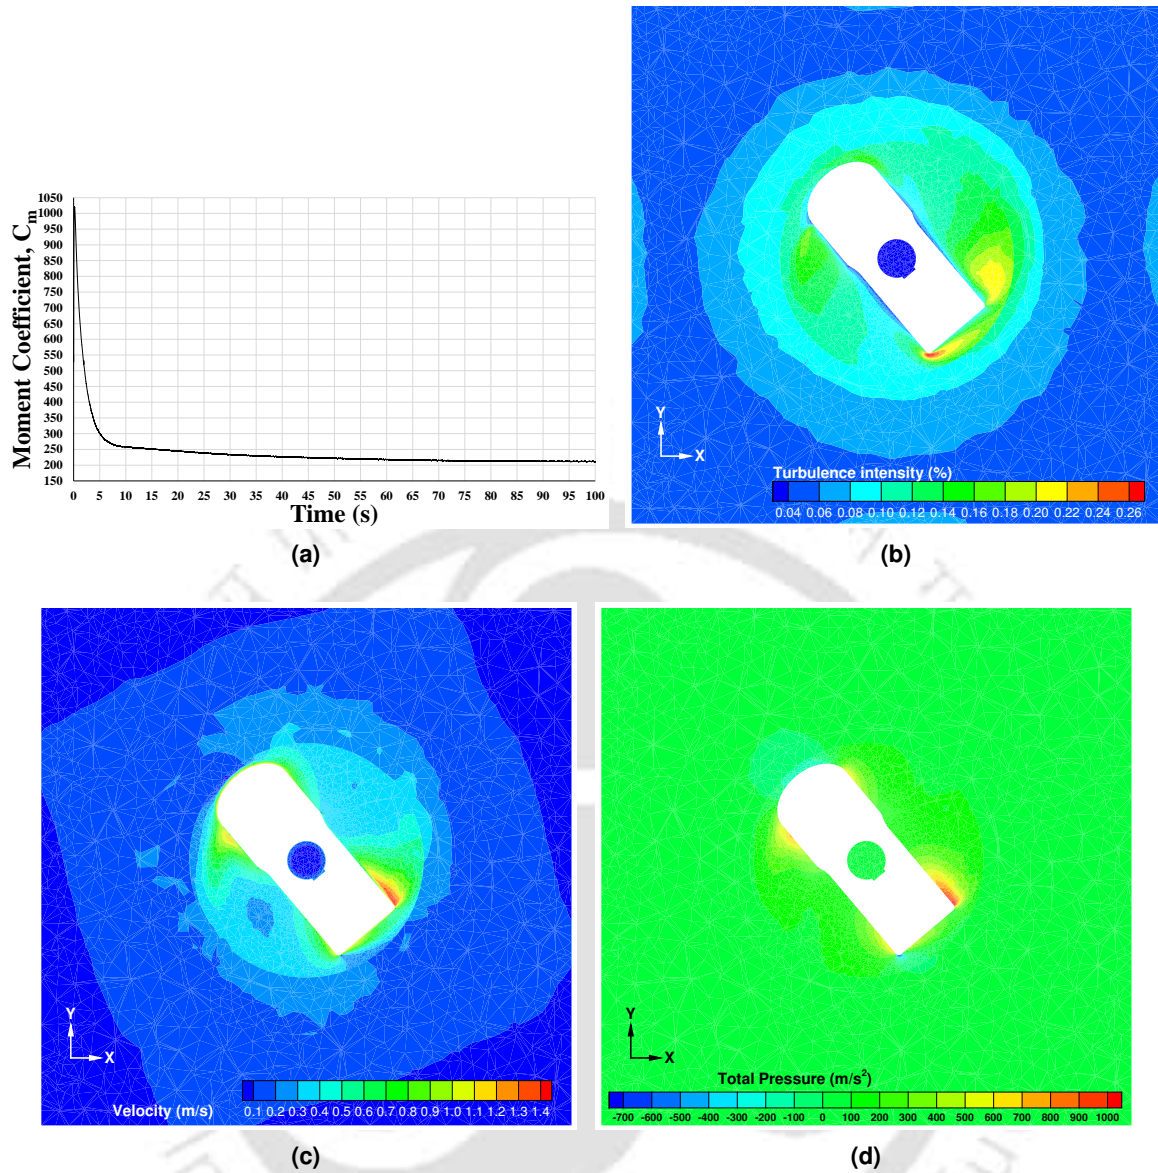 Moment Coefficient, Cm
1050
1000
950
900
850
800
750
700
650
600
550
500
450
400
350
300
250
200
150
0 5 10 15 20 25 30 35 40 45 50 55 60 65 70 75 80 85 90 95 100
Time (s)
(a)
Y
X
Turbulence intensity (%)
0.04 0.06 0.08 0.10 0.12 0.14 0.16 0.18 0.20 0.22 0.24 0.26
(b)
Y
X
Velocity (m/s)
0.1 0.2 0.3 0.4 0.5 0.6 0.7 0.8 0.9 1.0 1.1 1.2 1.3 1.4
(c)
Y
X
Total Pressure (m/s²)
-700 -600 -500 -400 -300 -200 -100 0 100 200 300 400 500 600 700 800 900 1000
(d)